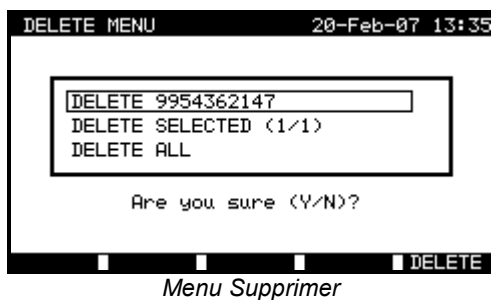 DELETE MENU 20-Feb-07 13:35
DELETE 9954362147
DELETE SELECTED (1/1)
DELETE ALL
Are you sure (Y/N)?
DELETE
Menu Supprimer